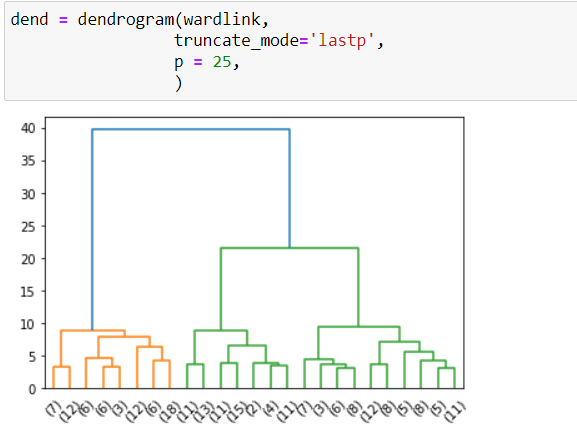 dend = dendrogram(wardlink,
truncate_mode='lastp',
p = 25,
)
40
35
30
25
20
15
10
5
0
(7) (12) (6) (6) (3) (12) (6) (18) (11) (13) (11) (15) (2) (4) (11) (7) (3) (6) (8) (12) (8) (5) (8) (5) (11)